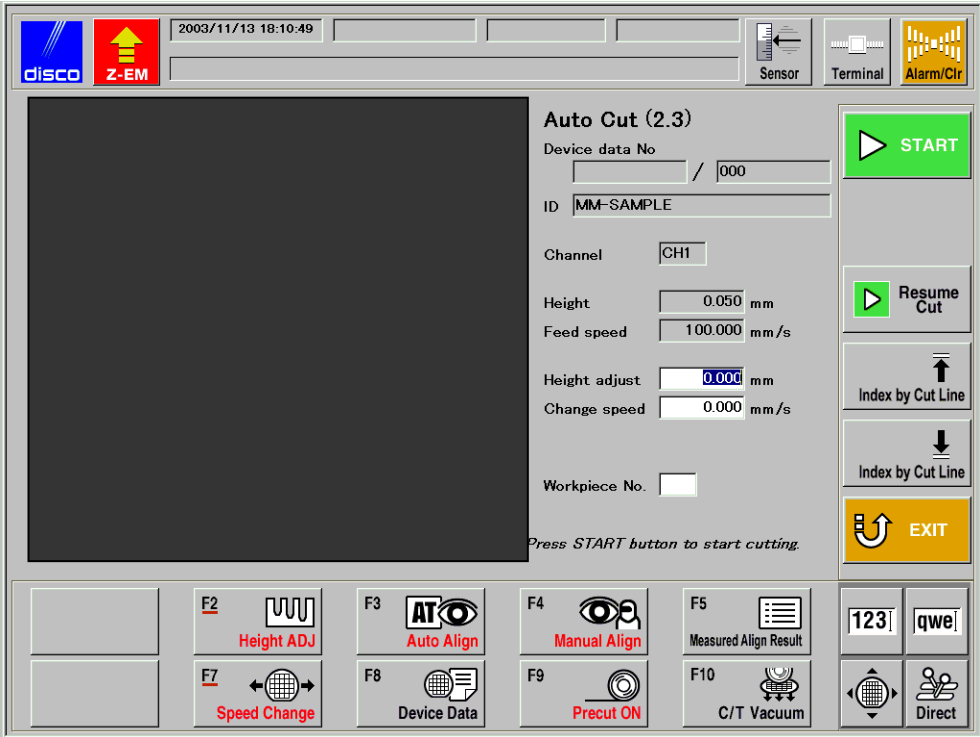 disco
Z-EM
2003/11/13 18:10:49
Sensor
Terminal
Alarm/Clr
Auto Cut (2.3)
Device data No
/ 000
ID MM-SAMPLE
Channel CH1
Height 0.050 mm
Feed speed 100.000 mm/s
Height adjust 0.000 mm
Change speed 0.000 mm/s
Workpiece No.
Press START button to start cutting.
START
Resume
Cut
Index by Cut Line
Index by Cut Line
EXIT
F2
Height ADJ
F3
AT
Auto Align
F4
Manual Align
F5
Measured Align Result
123
qwe
F7
Speed Change
F8
Device Data
F9
Precut ON
F10
C/T Vacuum
Direct